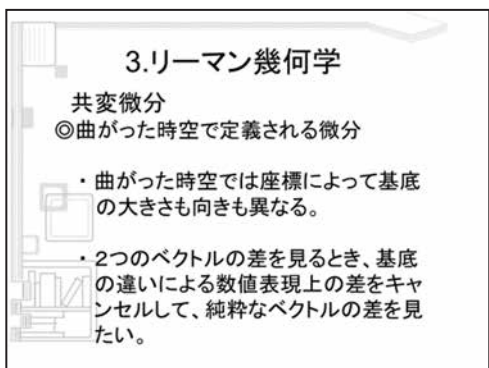 3.リーマン幾何学
共変微分
◎曲がった時空で定義される微分
・曲がった時空では座標によって基底
の大きさも向きも異なる。
・2つのベクトルの差を見るとき、基底
の違いによる数値表現上の差をキャ
ンセルして、純粋なベクトルの差を見
たい。